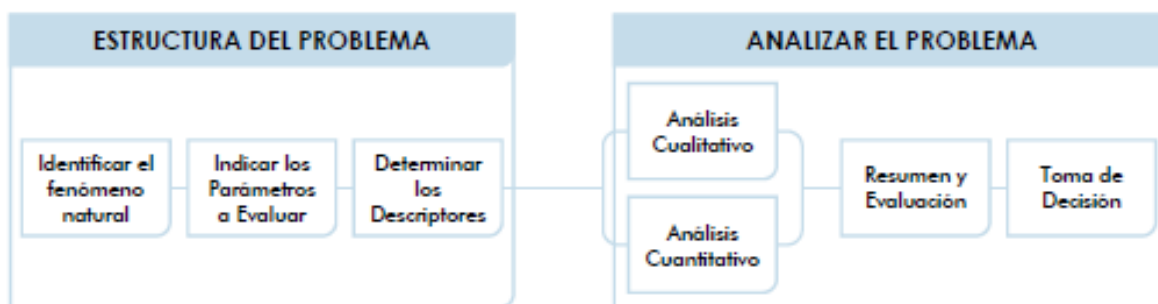 ESTRUCTURA DEL PROBLEMA
Identificar el
fenómeno
natural
Indicar los
Parámetros
a Evaluar
Determinar
los
Descriptores
ANALIZAR EL PROBLEMA
Análisis
Cualitativo
Análisis
Cuantitativo
Resumen y
Evaluación
Toma de
Decisión